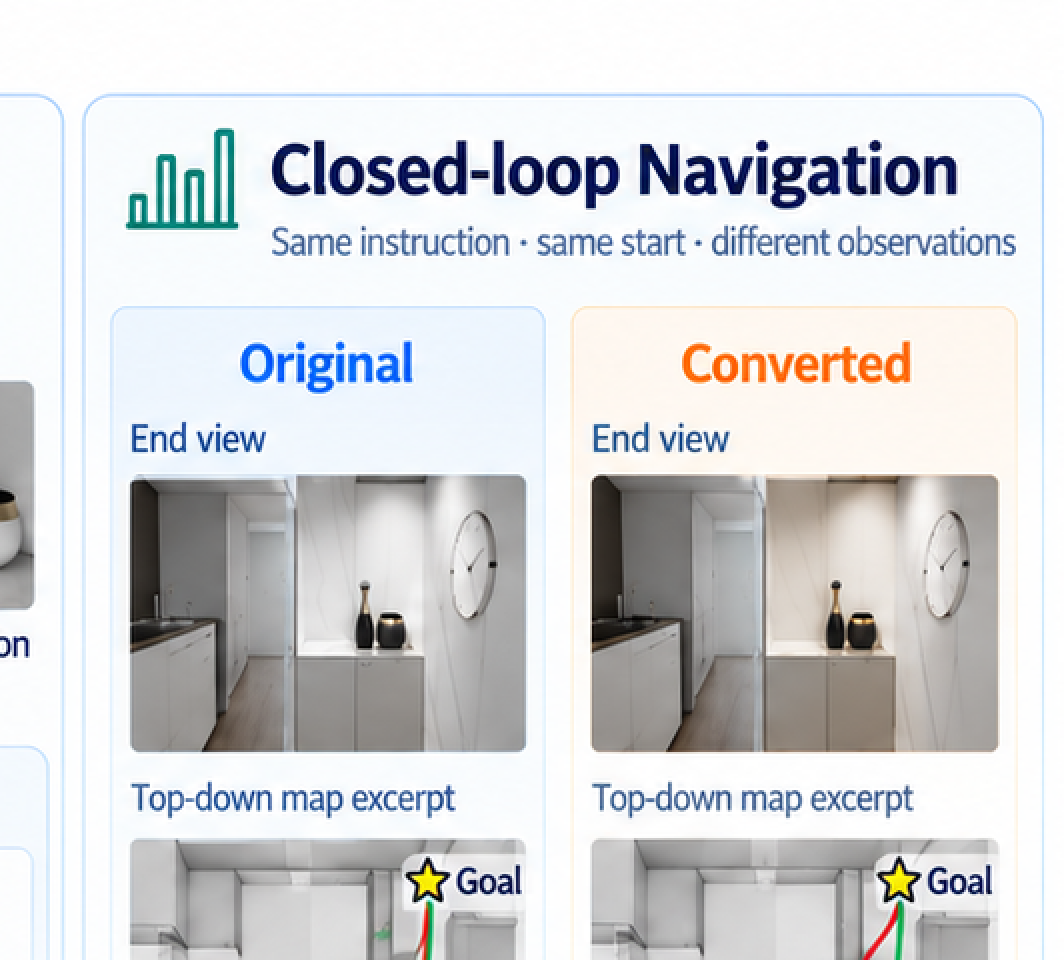 Closed-loop Navigation
Same instruction · same start · different observations
Original
Converted
End view
End view
on
Top-down map excerpt
Top-down map excerpt
Goal
Goal